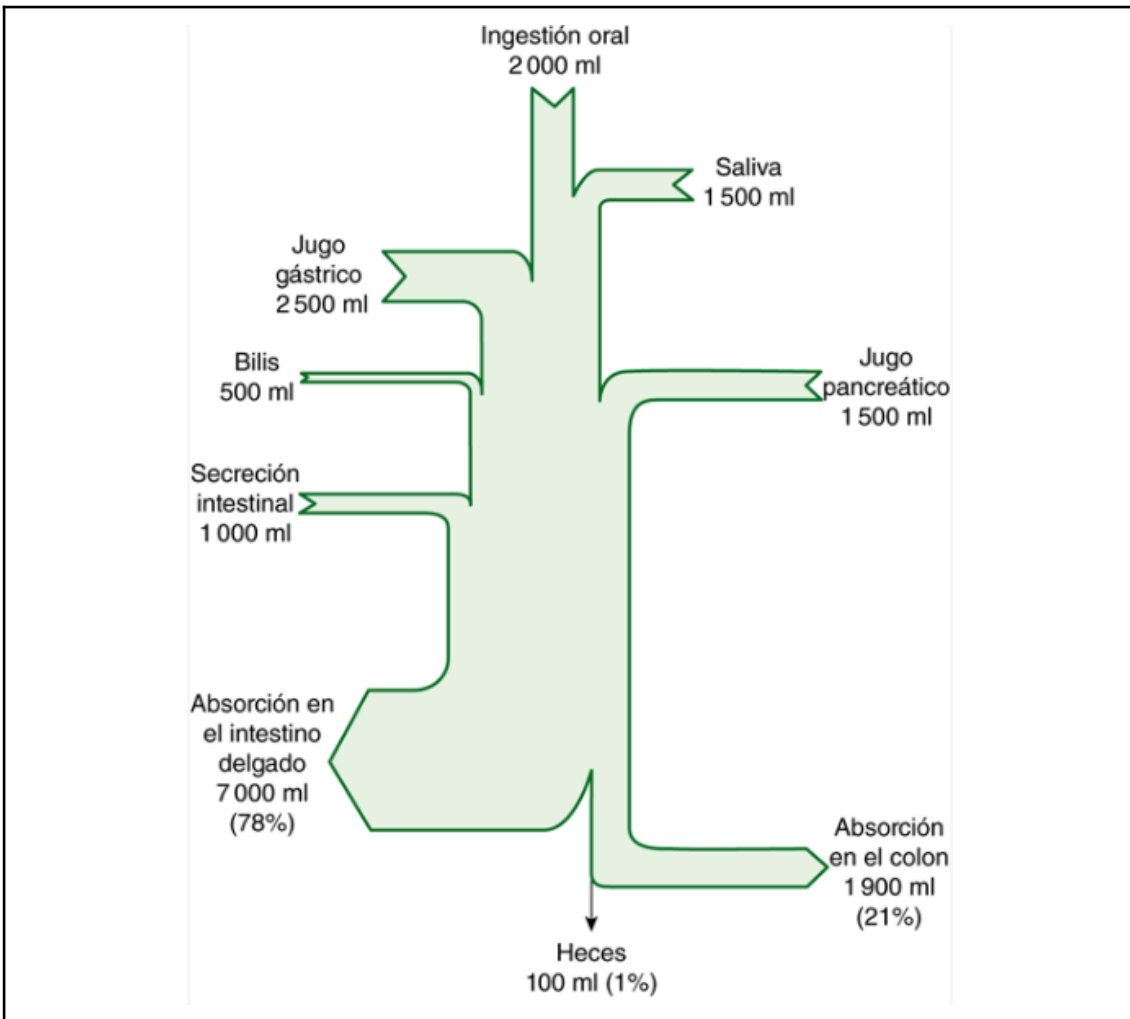 Ingestión oral
2 000 ml
Saliva
1 500 ml
Jugo
gástrico
2 500 ml
Bilis
500 ml
Jugo
pancreático
1 500 ml
Secreción
intestinal
1 000 ml
Absorción en
el intestino
delgado
7 000 ml
(78%)
Absorción
en el colon
1 900 ml
(21%)
Heces
100 ml (1%)